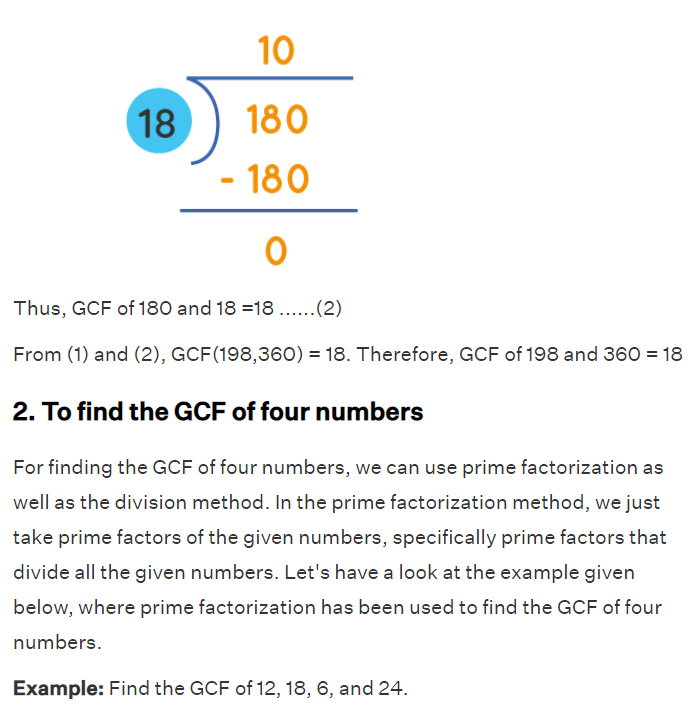 10
18 180
- 180
0
Thus, GCF of 180 and 18 =18 ......(2)
From (1) and (2), GCF(198,360) = 18. Therefore, GCF of 198 and 360 = 18
2. To find the GCF of four numbers
For finding the GCF of four numbers, we can use prime factorization as
well as the division method. In the prime factorization method, we just
take prime factors of the given numbers, specifically prime factors that
divide all the given numbers. Let's have a look at the example given
below, where prime factorization has been used to find the GCF of four
numbers.
Example: Find the GCF of 12, 18, 6, and 24.